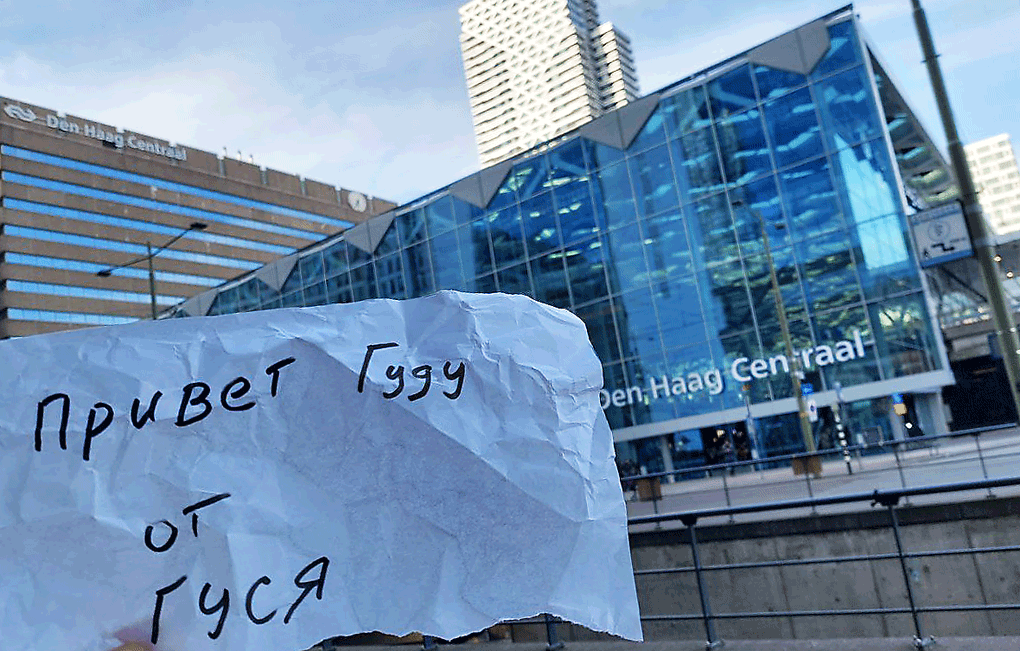 Den Haag Centraal
Den Haag Centraal
Привет Гуду
от
Гуся